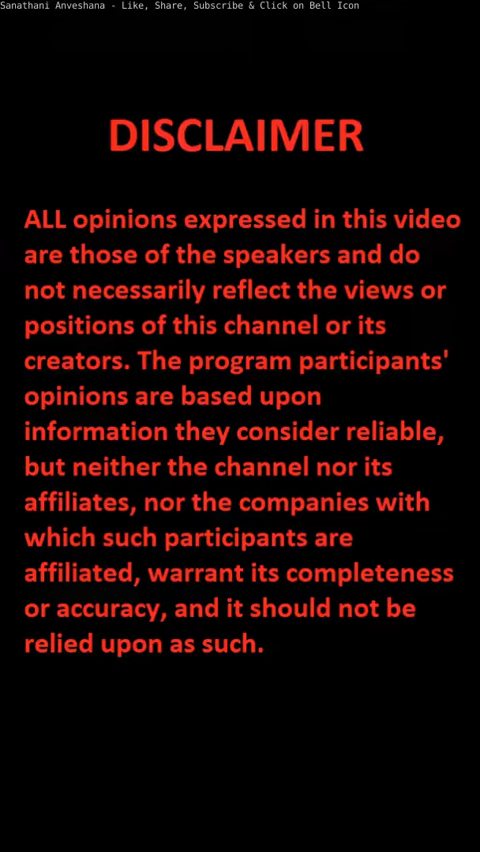 Sanathani Anveshana - Like, Share, Subscribe & Click on Bell Icon
DISCLAIMER
ALL opinions expressed in this video
are those of the speakers and do
not necessarily reflect the views or
positions of this channel or its
creators. The program participants'
opinions are based upon
information they consider reliable,
but neither the channel nor its
affiliates, nor the companies with
which such participants are
affiliated, warrant its completeness
or accuracy, and it should not be
relied upon as such.